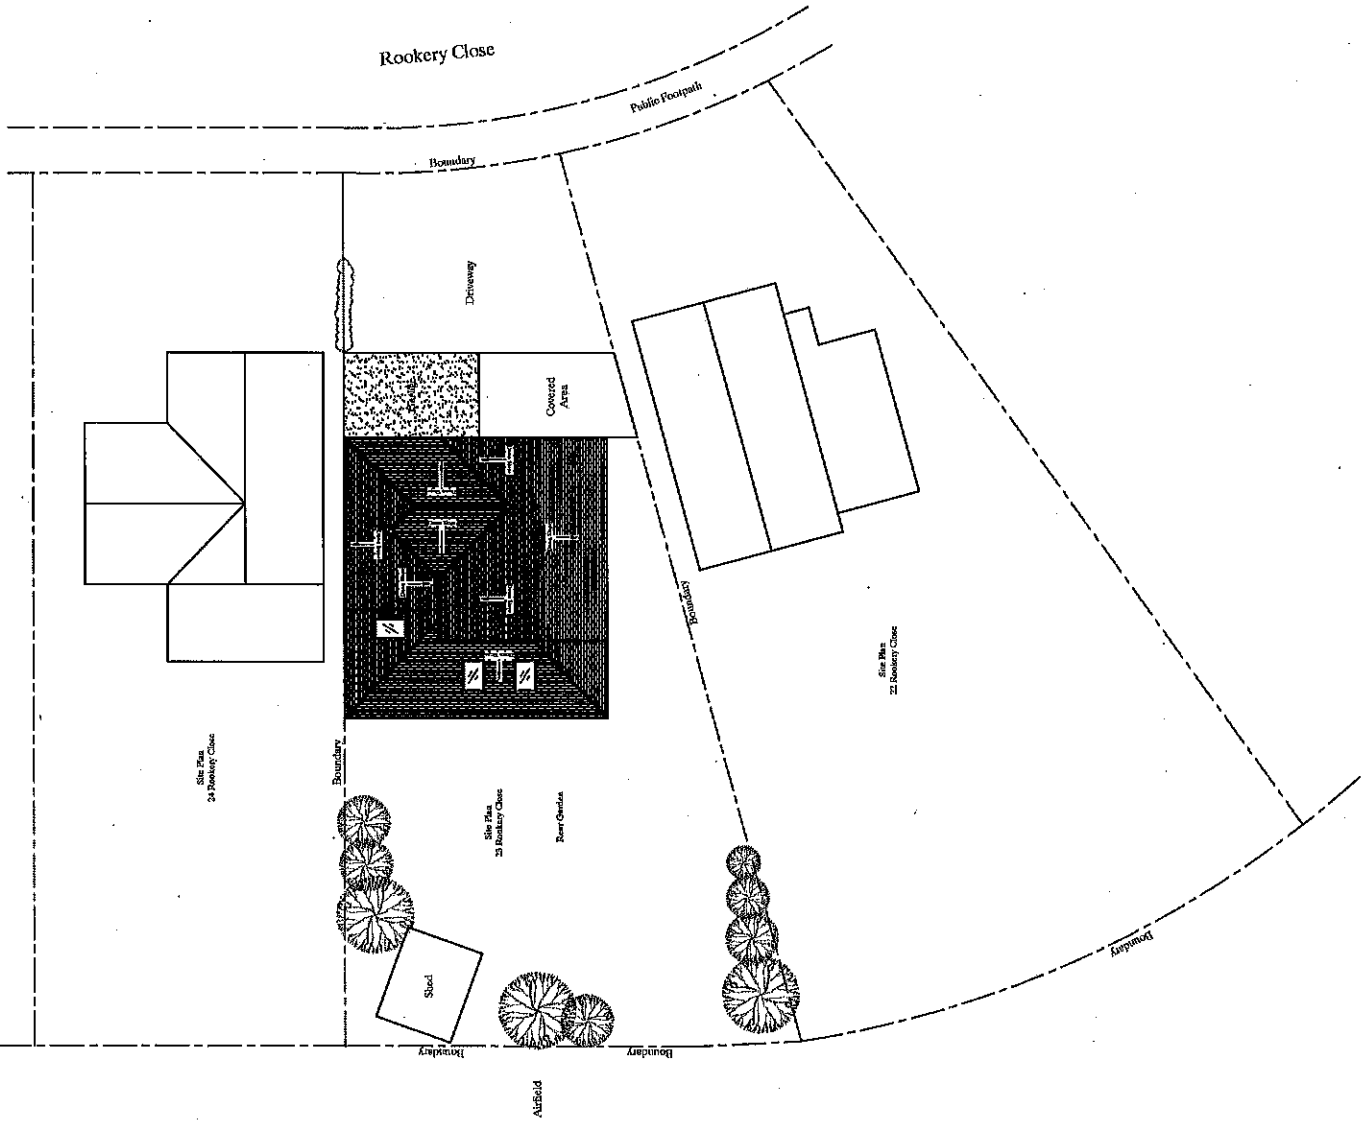 Rookery Close
Public Footpath
Boundary
Driveway
Covered
Area
Boundary
Site Plan
22 Rookery Close
Site Plan
24 Rookery Close
Boundary
Site Plan
23 Rookery Close
Rear Garden
Shed
Boundary
Boundary
Boundary
Airfield